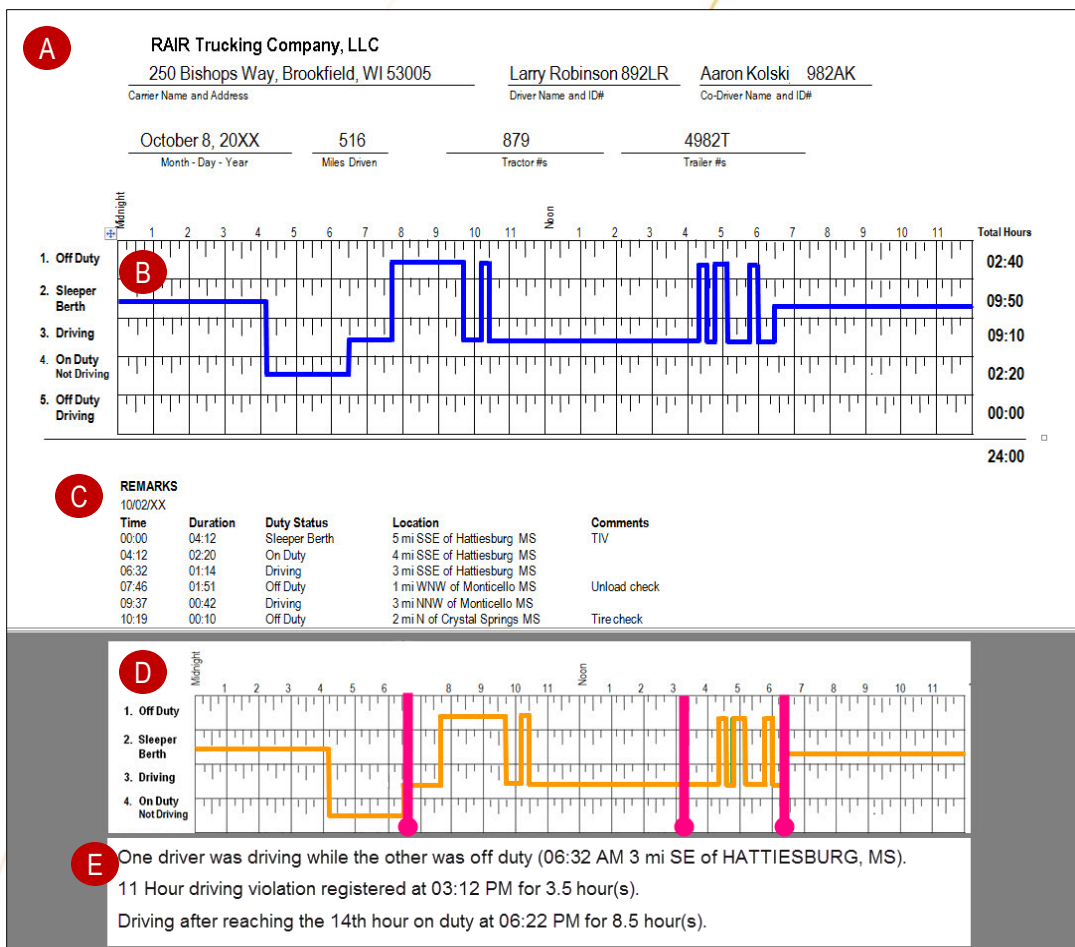 A
RAIR Trucking Company, LLC
250 Bishops Way, Brookfield, WI 53005 Larry Robinson 892LR Aaron Kolski 982AK
Carrier Name and Address Driver Name and ID# Co-Driver Name and ID#
October 8, 20XX 516 879 4982T
Month - Day - Year Miles Driven Tractor #s Trailer #s
Midnight 1 2 3 4 5 6 7 8 9 10 11 Noon 1 2 3 4 5 6 7 8 9 10 11 Total Hours
1. Off Duty 02:40
B
2. Sleeper Berth 09:50
3. Driving 09:10
4. On Duty Not Driving 02:20
5. Off Duty Driving 00:00
24:00
C
REMARKS
10/02/XX
Time Duration Duty Status Location Comments
00:00 04:12 Sleeper Berth 5 mi SSE of Hattiesburg MS TIV
04:12 02:20 On Duty 4 mi SSE of Hattiesburg MS
06:32 01:14 Driving 3 mi SSE of Hattiesburg MS
07:46 01:51 Off Duty 1 mi WNW of Monticello MS Unload check
09:37 00:42 Driving 3 mi NNW of Monticello MS
10:19 00:10 Off Duty 2 mi N of Crystal Springs MS Tire check
D
Midnight 1 2 3 4 5 6 8 9 10 11 Noon 1 2 3 4 5 6 7 8 9 10 11
1. Off Duty
2. Sleeper Berth
3. Driving
4. On Duty Not Driving
E
One driver was driving while the other was off duty (06:32 AM 3 mi SE of HATTIESBURG, MS).
11 Hour driving violation registered at 03:12 PM for 3.5 hour(s).
Driving after reaching the 14th hour on duty at 06:22 PM for 8.5 hour(s).